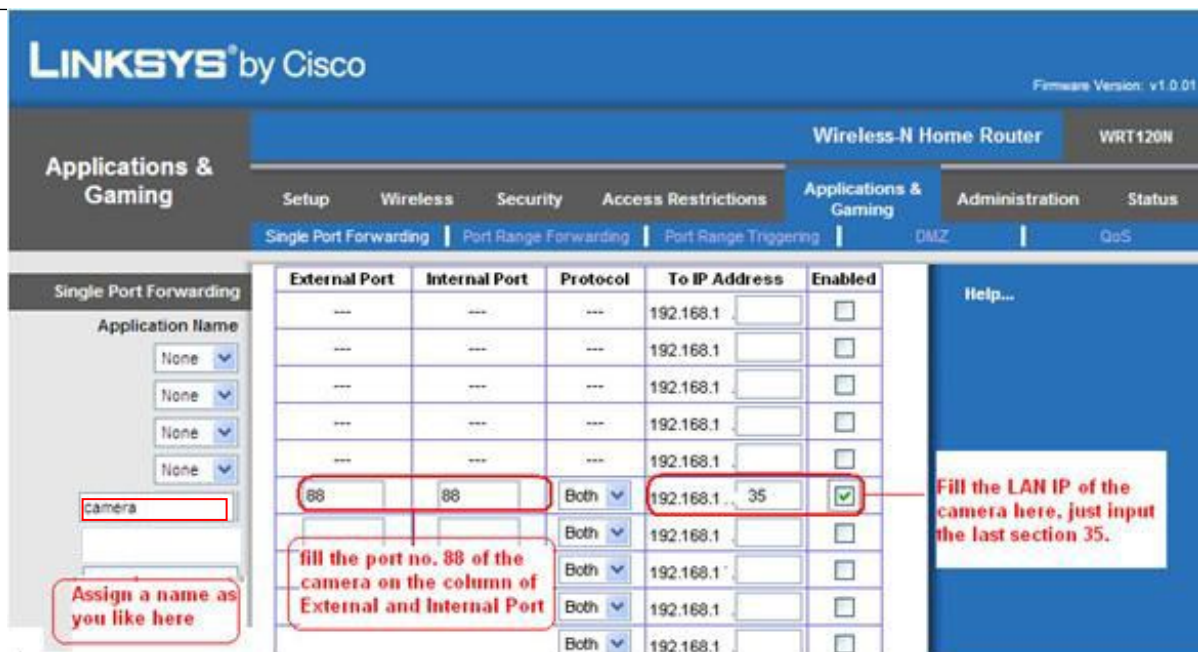 LINKSYS® by Cisco
Firmware Version: v1.0.01
Wireless-N Home Router WRT120N
Applications & Gaming
Setup Wireless Security Access Restrictions Applications & Gaming Administration Status
Single Port Forwarding Port Range Forwarding Port Range Triggering DMZ QoS
Single Port Forwarding
Application Name
None
None
None
None
camera
Assign a name as
you like here
External Port Internal Port Protocol To IP Address Enabled
--- --- --- 192.168.1 .
--- --- --- 192.168.1 .
--- --- --- 192.168.1 .
--- --- --- 192.168.1 .
--- --- --- 192.168.1 .
88 88 Both 192.168.1 . 35
Both 192.168.1 .
Both 192.168.1 .
Both 192.168.1 .
Both 192.168.1 .
fill the port no. 88 of the
camera on the column of
External and Internal Port
Help...
Fill the LAN IP of the
camera here, just input
the last section 35.